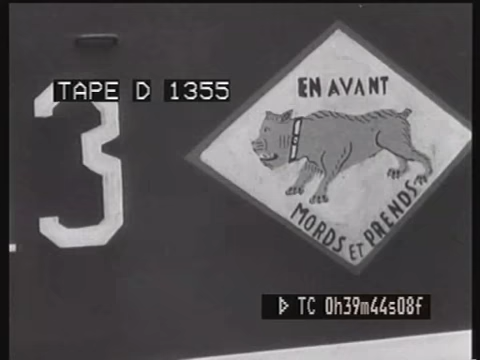 TAPE D 1355
3
EN AVANT
MORDS ET PRENDS
▷ TC 0h39m44s08f